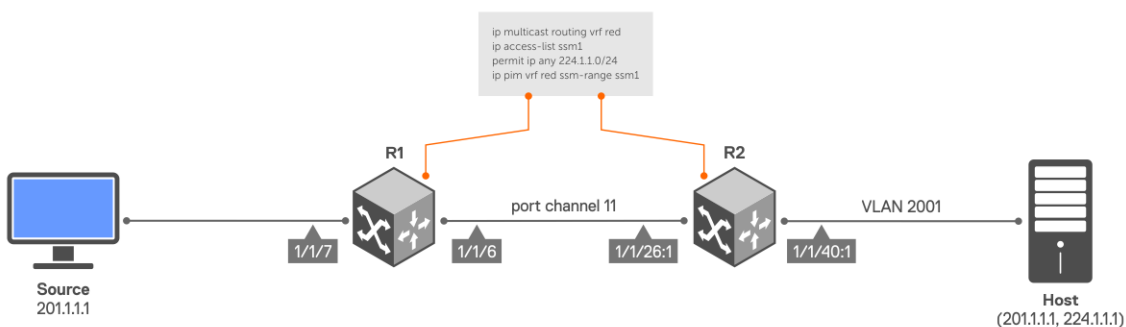 ip multicast routing vrf red
ip access-list ssm1
permit ip any 224.1.1.0/24
ip pim vrf red ssm-range ssm1
R1
R2
port channel 11
VLAN 2001
1/1/7
1/1/6
1/1/26:1
1/1/40:1
Source
201.1.1.1
Host
(201.1.1.1, 224.1.1.1)